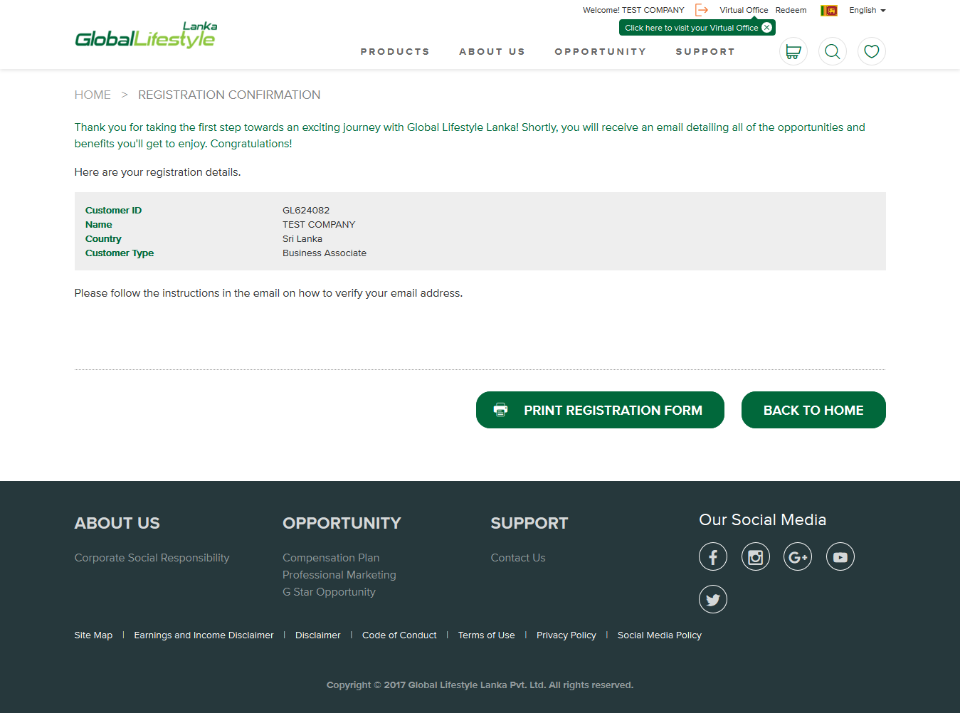 Welcome! TEST COMPANY Virtual Office Redeem English
Click here to visit your Virtual Office
Lanka
GlobalLifestyle
PRODUCTS ABOUT US OPPORTUNITY SUPPORT
HOME > REGISTRATION CONFIRMATION
Thank you for taking the first step towards an exciting journey with Global Lifestyle Lanka! Shortly, you will receive an email detailing all of the opportunities and
benefits you'll get to enjoy. Congratulations!
Here are your registration details.
Customer ID GL624082
Name TEST COMPANY
Country Sri Lanka
Customer Type Business Associate
Please follow the instructions in the email on how to verify your email address.
PRINT REGISTRATION FORM BACK TO HOME
ABOUT US OPPORTUNITY SUPPORT Our Social Media
Corporate Social Responsibility Compensation Plan Contact Us
Professional Marketing
G Star Opportunity
Site Map | Earnings and Income Disclaimer | Disclaimer | Code of Conduct | Terms of Use | Privacy Policy | Social Media Policy
Copyright © 2017 Global Lifestyle Lanka Pvt. Ltd. All rights reserved.